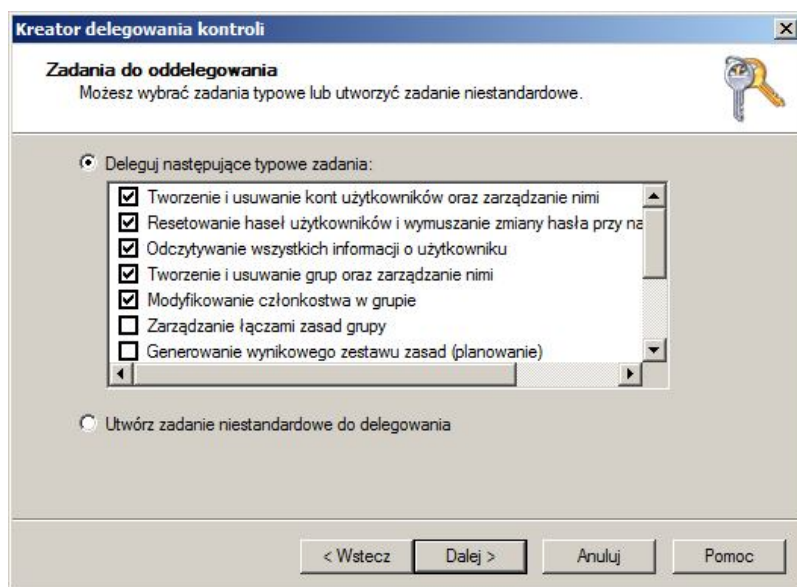 Kreator delegowania kontroli
Zadania do oddelegowania
Możesz wybrać zadania typowe lub utworzyć zadanie niestandardowe.
Deleguj następujące typowe zadania:
Tworzenie i usuwanie kont użytkowników oraz zarządzanie nimi
Resetowanie haseł użytkowników i wymuszanie zmiany hasła przy na
Odczytywanie wszystkich informacji o użytkowniku
Tworzenie i usuwanie grup oraz zarządzanie nimi
Modyfikowanie członkostwa w grupie
Zarządzanie łączami zasad grupy
Generowanie wynikowego zestawu zasad (planowanie)
Utwórz zadanie niestandardowe do delegowania
< Wstecz Dalej > Anuluj Pomoc